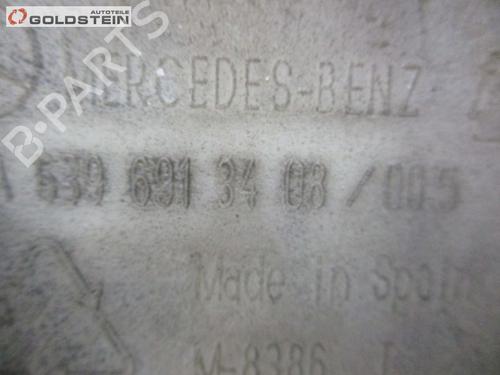 AUTOTEILE
GOLDSTEIN
B-PARTS
MERCEDES-BENZ
A 639 691 34 08 / 005
Made in Spain
M-8386